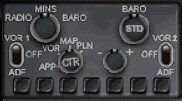 MINS BARO
RADIO BARO STD
VOR 1 MAP VOR 2
VOR PLN
OFF APP CTR - + OFF
ADF ADF